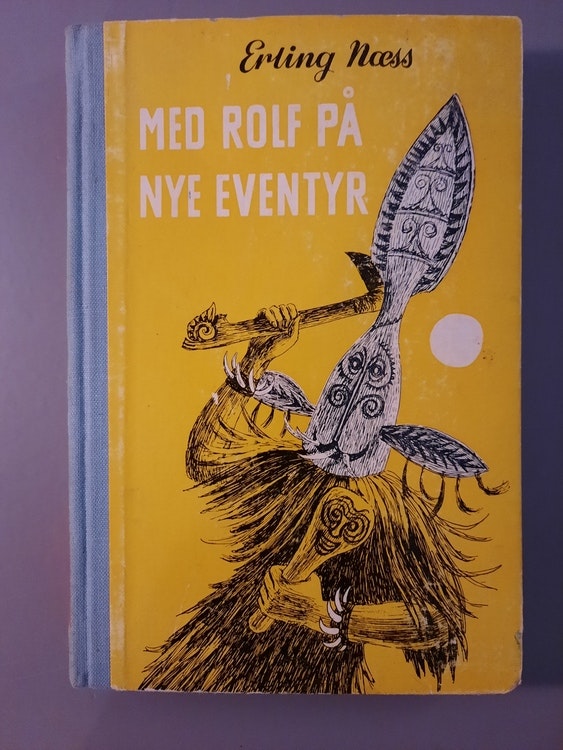 Erling Næss
MED ROLF PÅ
NYE EVENTYR